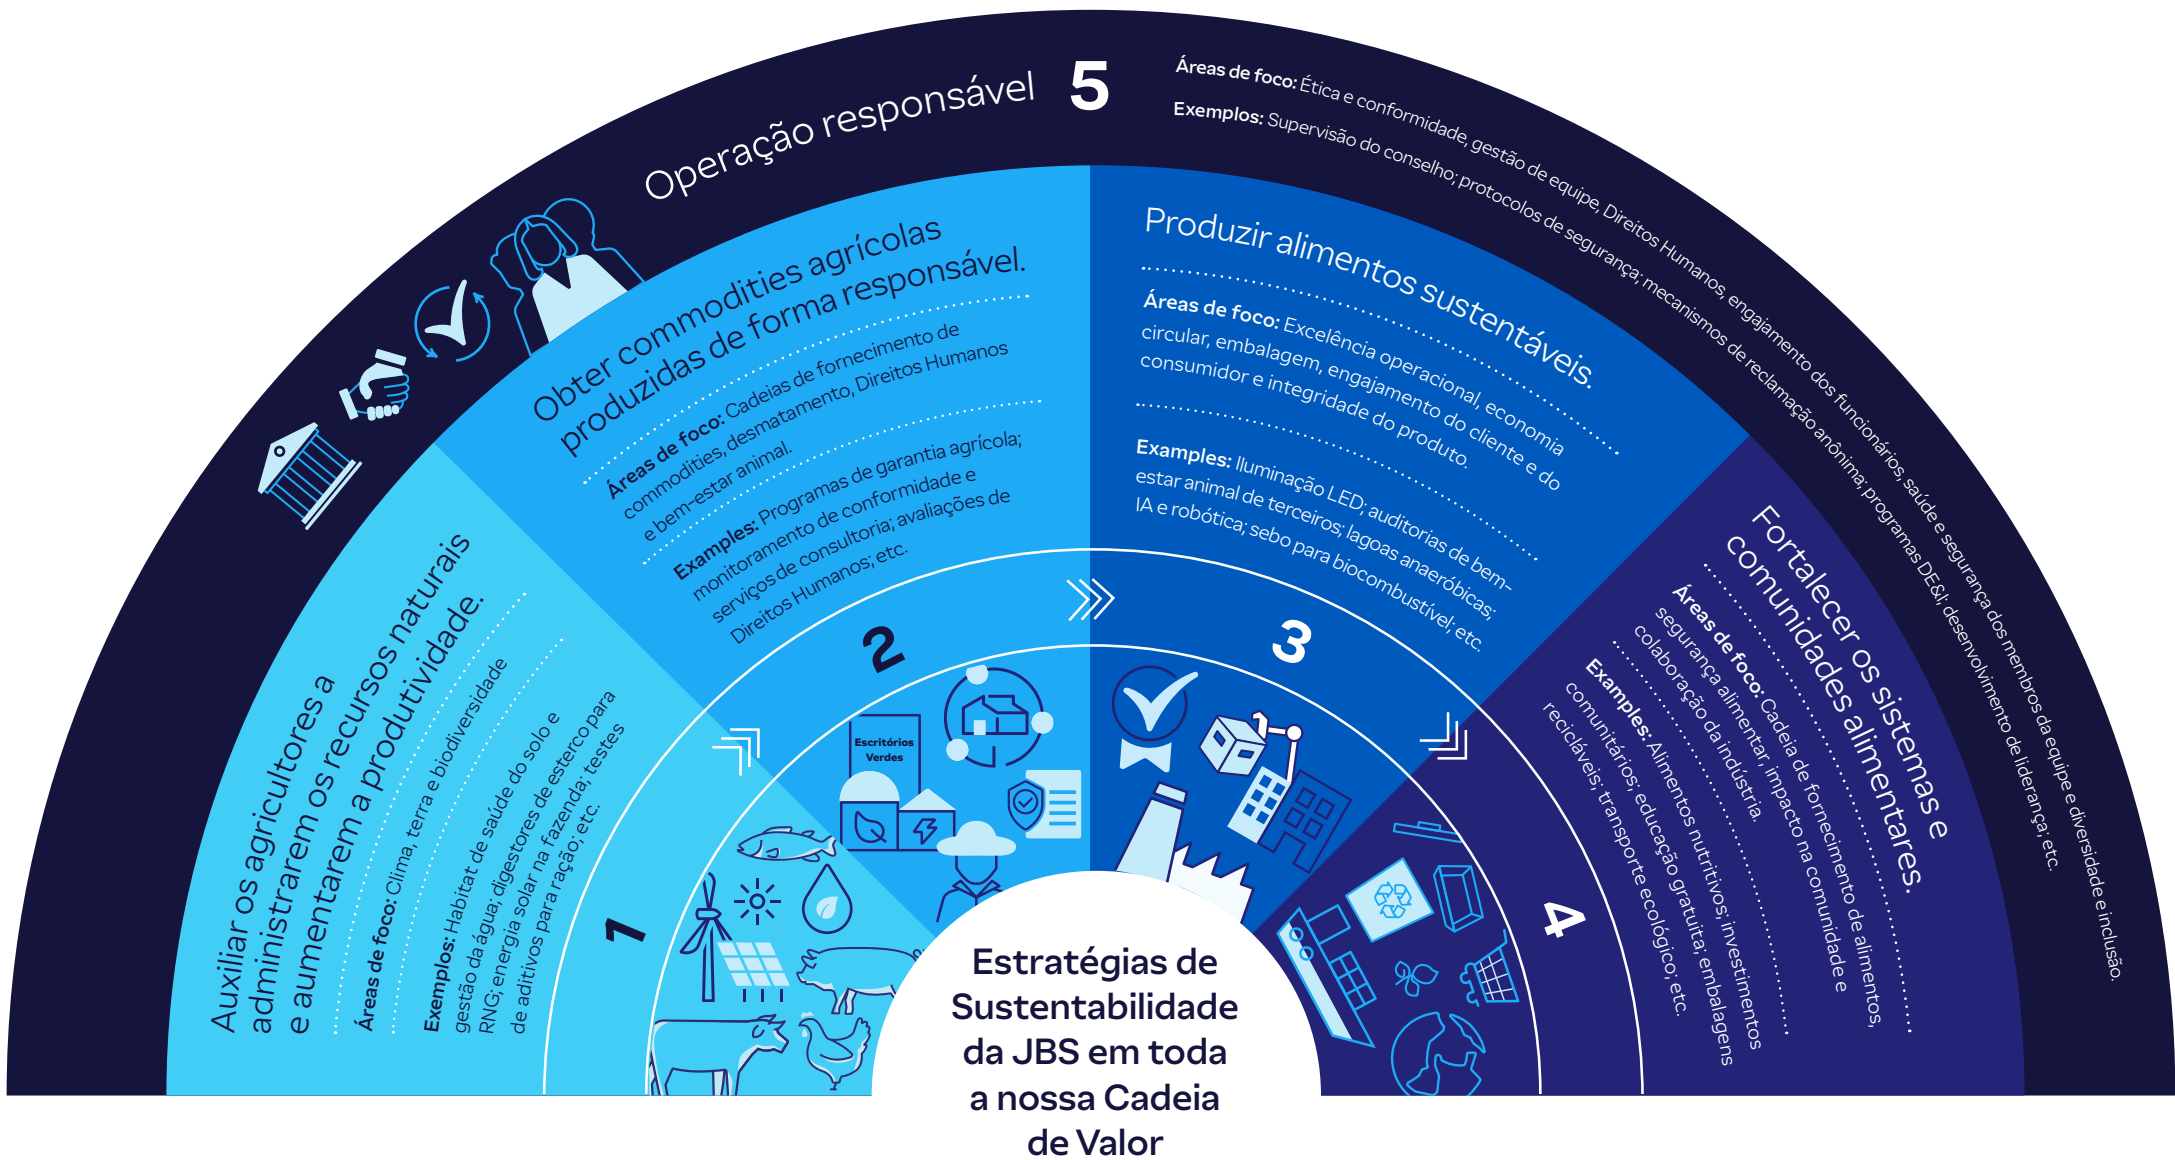 Operação responsável
5
Áreas de foco: Ética e conformidade, gestão de equipe, Direitos Humanos, engajamento dos funcionários, saúde e segurança dos membros da equipe e diversidade e inclusão.
Exemplos: Supervisão do conselho; protocolos de segurança; mecanismos de reclamação anônima; programas DE&I; desenvolvimento de liderança; etc.
Auxiliar os agricultores a
administrarem os recursos naturais
e aumentarem a produtividade.
Áreas de foco: Clima, terra e biodiversidade
Exemplos: Habitat de saúde do solo e
gestão da água; digestores de esterco para
RNG; energia solar na fazenda; testes
de aditivos para ração; etc.
1
Obter commodities agrícolas
produzidas de forma responsável.
Áreas de foco: Cadeias de fornecimento de
commodities, desmatamento, Direitos Humanos
e bem-estar animal.
Examples: Programas de garantia agrícola;
monitoramento de conformidade e
serviços de consultoria; avaliações de
Direitos Humanos; etc.
2
Escritórios
Verdes
Produzir alimentos sustentáveis.
Áreas de foco: Excelência operacional, economia
circular, embalagem, engajamento do cliente e do
consumidor e integridade do produto.
Examples: Iluminação LED; auditorias de bem-
estar animal de terceiros; lagoas anaeróbicas;
IA e robótica; sebo para biocombustível; etc.
3
Fortalecer os sistemas e
comunidades alimentares.
Áreas de foco: Cadeia de fornecimento de alimentos,
segurança alimentar, impacto na comunidade e
colaboração da indústria.
Examples: Alimentos nutritivos; investimentos
comunitários; educação gratuita; embalagens
recicláveis; transporte ecológico; etc.
4
Estratégias de
Sustentabilidade
da JBS em toda
a nossa Cadeia
de Valor